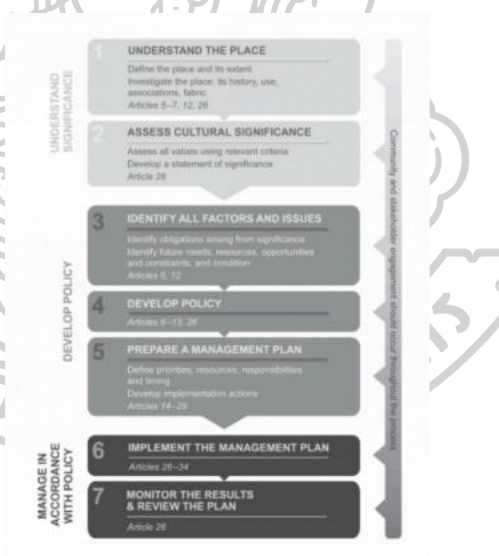 UNDERSTAND
SIGNIFICANCE
1
UNDERSTAND THE PLACE
Define the place and its extent
Investigate the place: its history, use,
associations, fabric
Articles 5–7, 12, 26
2
ASSESS CULTURAL SIGNIFICANCE
Assess all values using relevant criteria
Develop a statement of significance
Article 26
DEVELOP POLICY
3
IDENTIFY ALL FACTORS AND ISSUES
Identify obligations arising from significance
Identify future needs, resources, opportunities
and constraints, and condition
Articles 6, 12
4
DEVELOP POLICY
Articles 6–13, 26
5
PREPARE A MANAGEMENT PLAN
Define priorities, resources, responsibilities
and timing
Develop implementation actions
Articles 14–28
MANAGE IN
ACCORDANCE
WITH POLICY
6
IMPLEMENT THE MANAGEMENT PLAN
Articles 26–34
7
MONITOR THE RESULTS
& REVIEW THE PLAN
Article 26
Community and stakeholder engagement should occur throughout the process